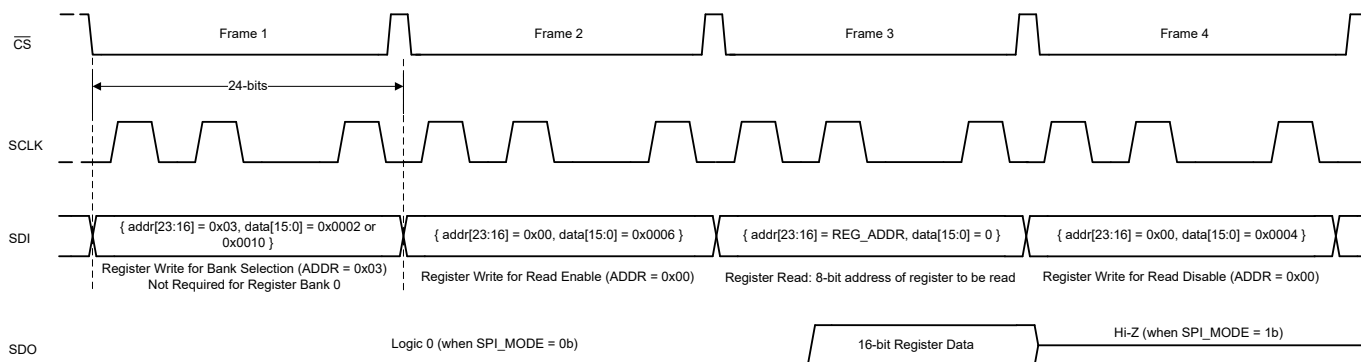 CS
Frame 1
Frame 2
Frame 3
Frame 4
24-bits
SCLK
SDI
{ addr[23:16] = 0x03, data[15:0] = 0x0002 or
0x0010 }
{ addr[23:16] = 0x00, data[15:0] = 0x0006 }
{ addr[23:16] = REG_ADDR, data[15:0] = 0 }
{ addr[23:16] = 0x00, data[15:0] = 0x0004 }
Register Write for Bank Selection (ADDR = 0x03)
Not Required for Register Bank 0
Register Write for Read Enable (ADDR = 0x00)
Register Read: 8-bit address of register to be read
Register Write for Read Disable (ADDR = 0x00)
SDO
Logic 0 (when SPI_MODE = 0b)
16-bit Register Data
Hi-Z (when SPI_MODE = 1b)